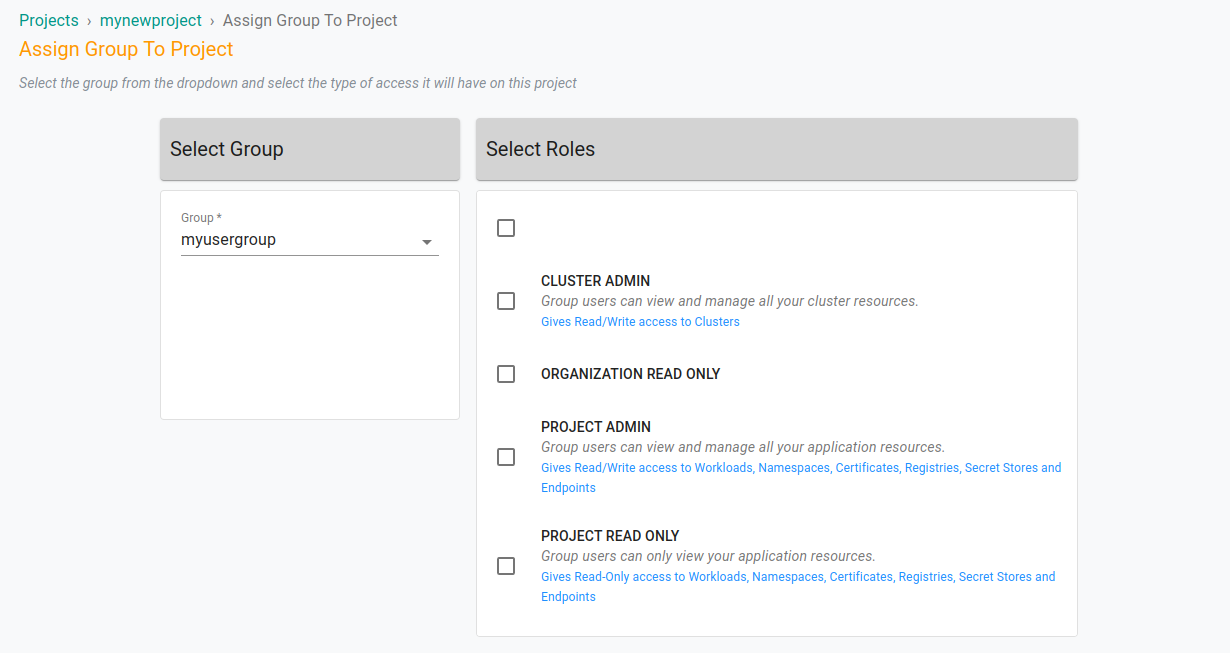 Projects › mynewproject › Assign Group To Project
Assign Group To Project
Select the group from the dropdown and select the type of access it will have on this project
Select Group
Group *
myusergroup
Select Roles
CLUSTER ADMIN
Group users can view and manage all your cluster resources.
Gives Read/Write access to Clusters
ORGANIZATION READ ONLY
PROJECT ADMIN
Group users can view and manage all your application resources.
Gives Read/Write access to Workloads, Namespaces, Certificates, Registries, Secret Stores and
Endpoints
PROJECT READ ONLY
Group users can only view your application resources.
Gives Read-Only access to Workloads, Namespaces, Certificates, Registries, Secret Stores and
Endpoints